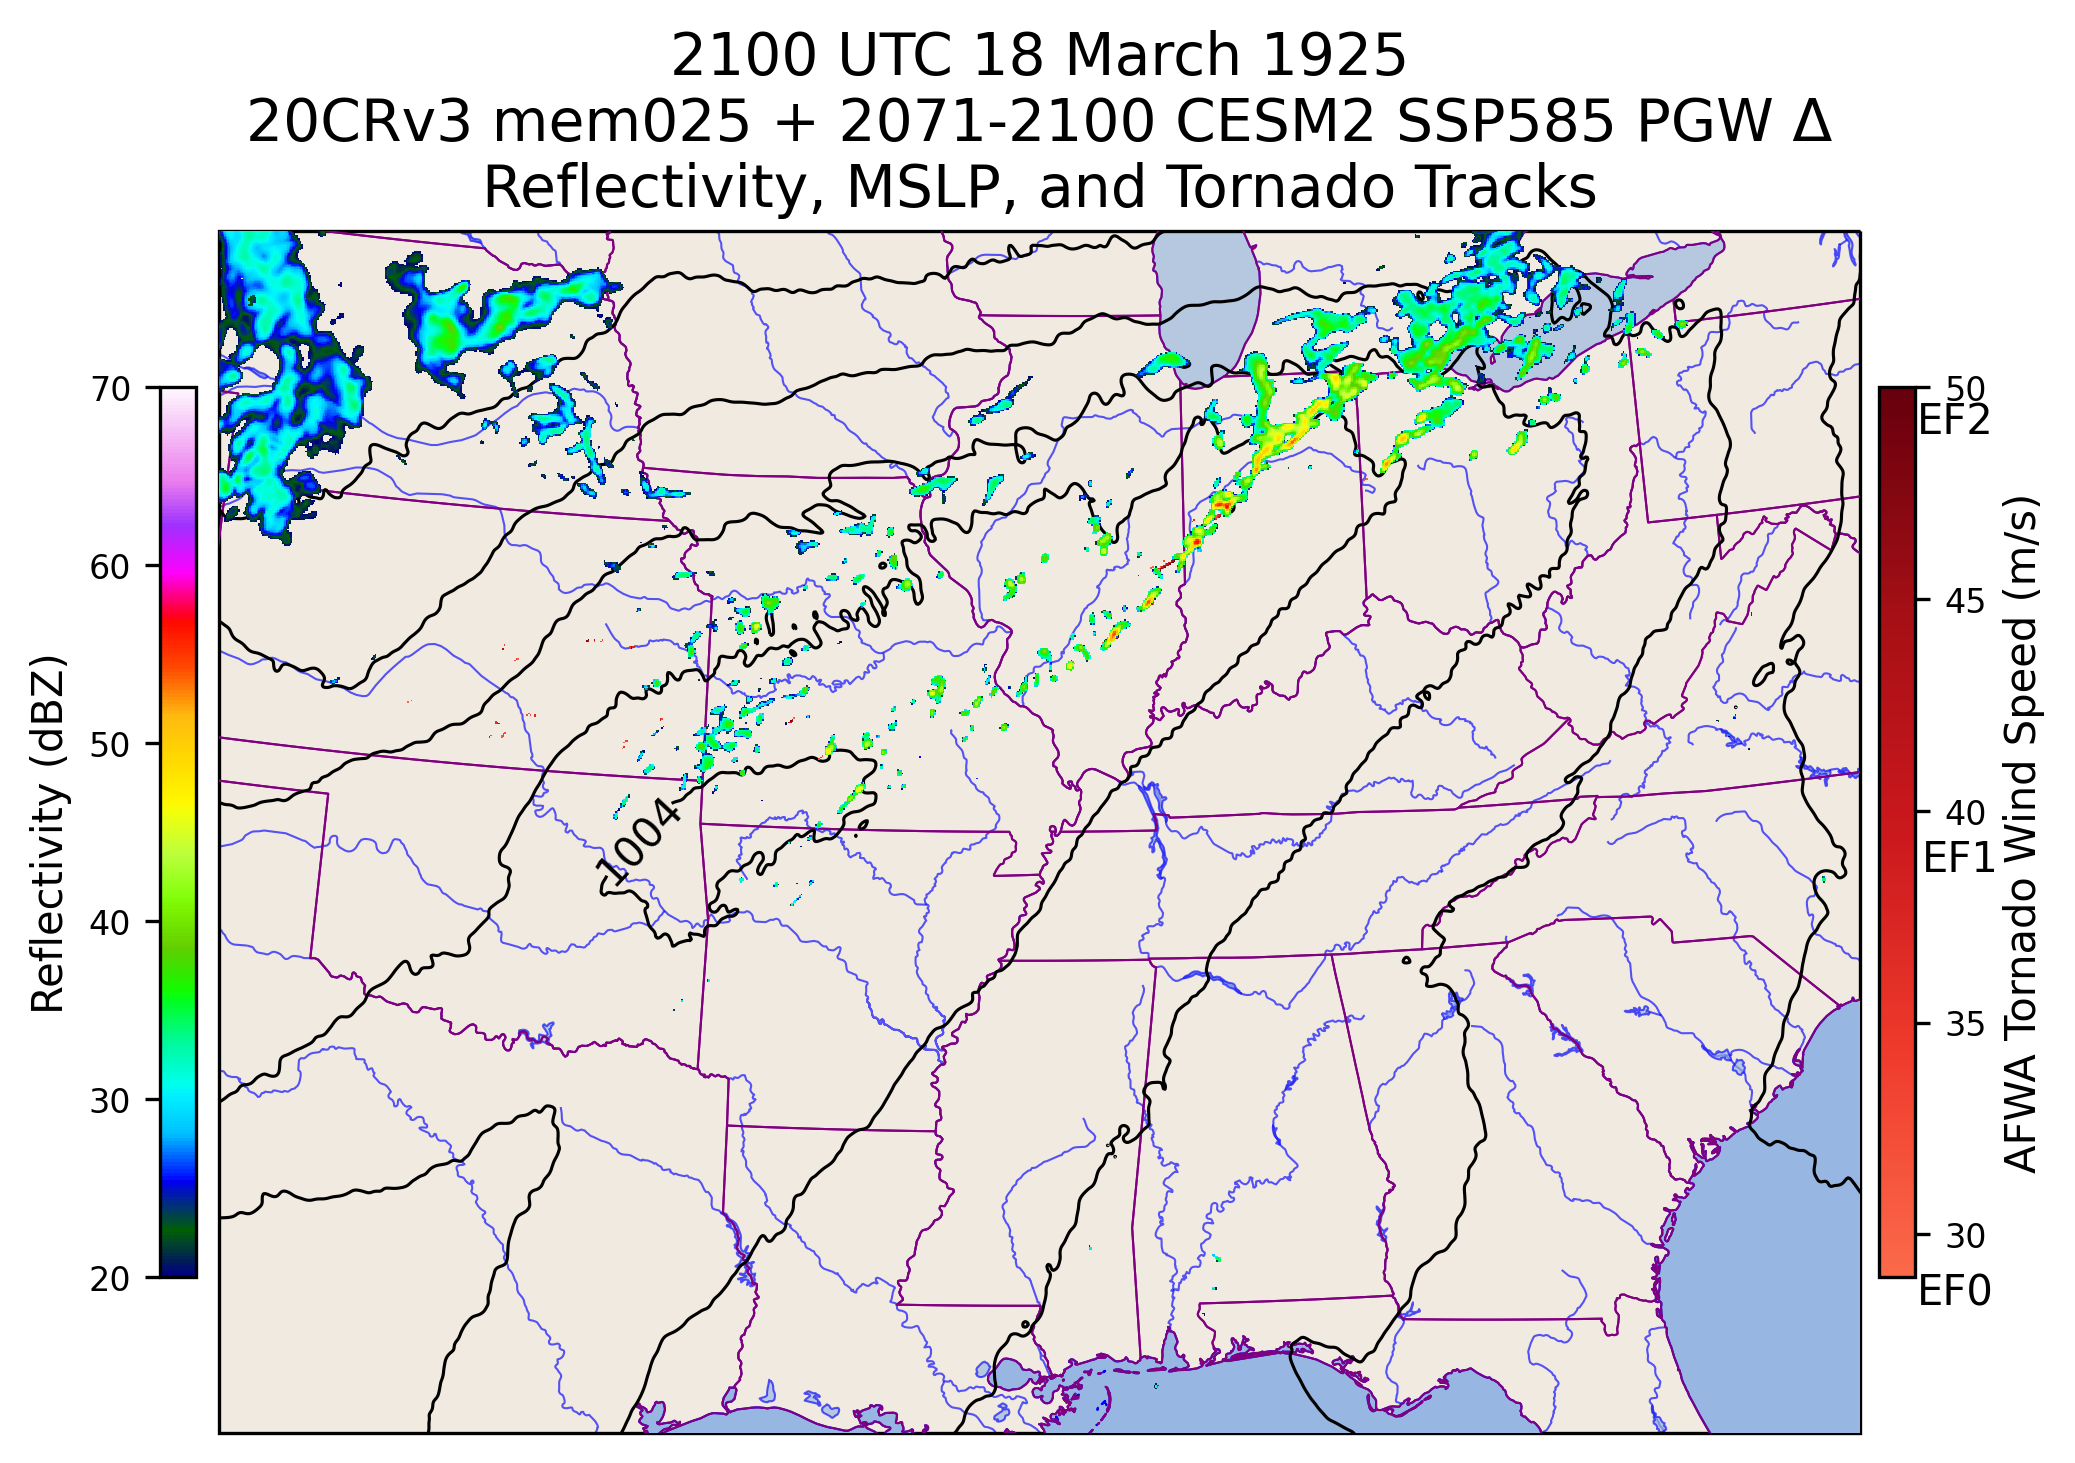 2100 UTC 18 March 1925
20CRv3 mem025 + 2071-2100 CESM2 SSP585 PGW Δ
Reflectivity, MSLP, and Tornado Tracks
70
60
50
40
30
20
Reflectivity (dBZ)
1004
50
EF2
45
40
EF1
35
30
EF0
AFWA Tornado Wind Speed (m/s)